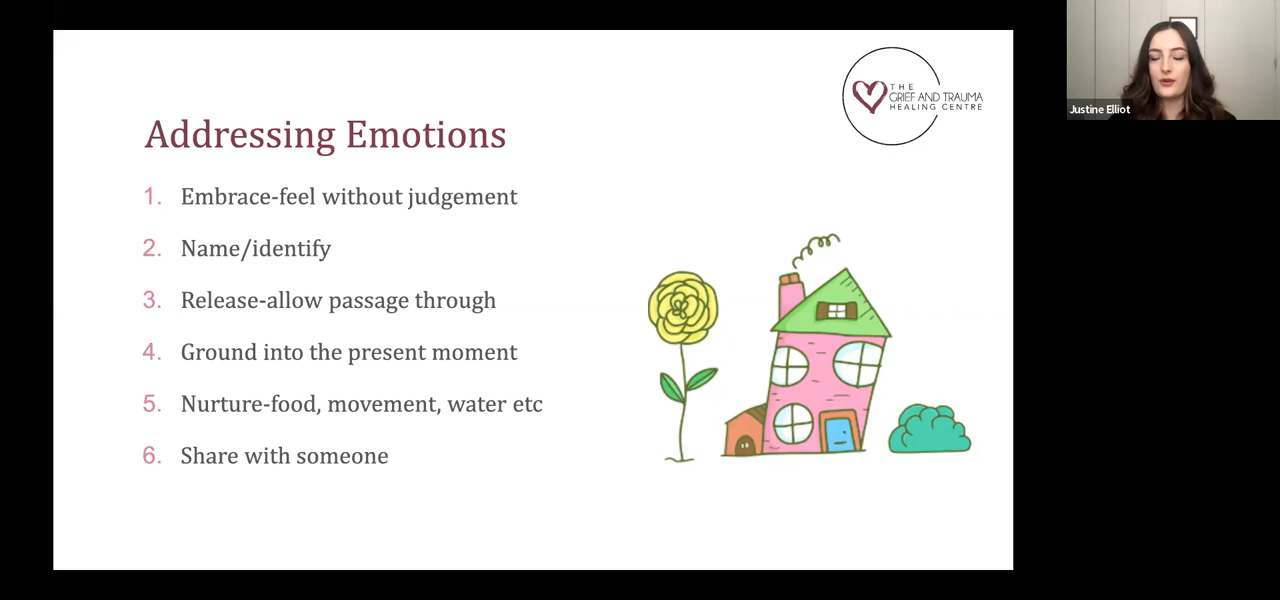 THE
GRIEF AND TRAUMA
HEALING CENTRE
Justine Elliot
Addressing Emotions
1. Embrace-feel without judgement
2. Name/identify
3. Release-allow passage through
4. Ground into the present moment
5. Nurture-food, movement, water etc
6. Share with someone